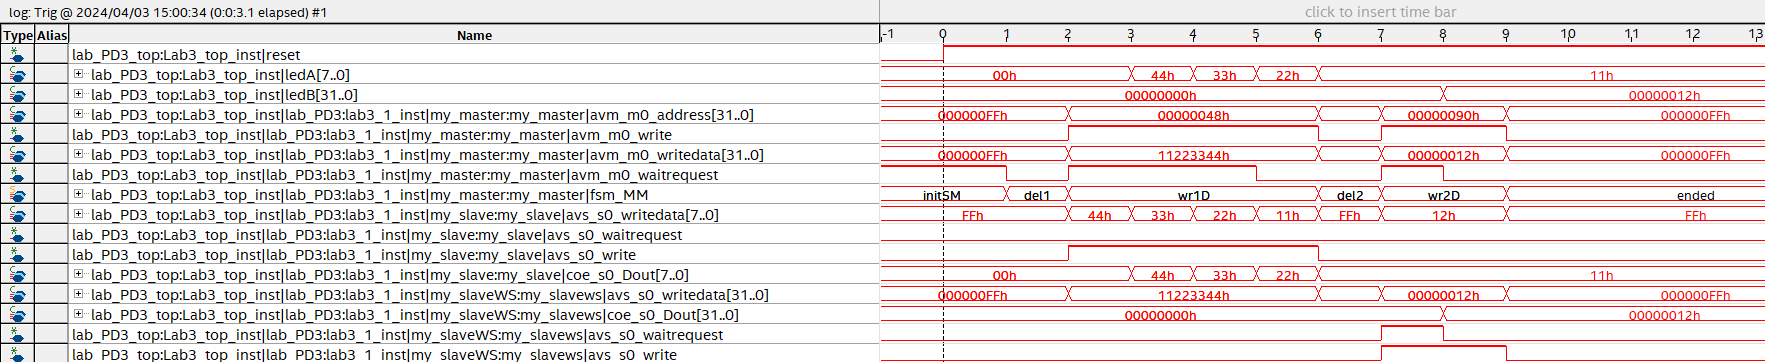 log: Trig @ 2024/04/03 15:00:34 (0:0:3.1 elapsed) #1 click to insert time bar
Type Alias Name -1 0 1 2 3 4 5 6 7 8 9 10 11 12 13
lab_PD3_top:Lab3_top_inst|reset
lab_PD3_top:Lab3_top_inst|ledA[7..0] 00h 44h 33h 22h 11h
lab_PD3_top:Lab3_top_inst|ledB[31..0] 00000000h 00000012h
lab_PD3_top:Lab3_top_inst|lab_PD3:lab3_1_inst|my_master:my_master|avm_m0_address[31..0] 000000FFh 00000048h 00000090h 000000FFh
lab_PD3_top:Lab3_top_inst|lab_PD3:lab3_1_inst|my_master:my_master|avm_m0_write
lab_PD3_top:Lab3_top_inst|lab_PD3:lab3_1_inst|my_master:my_master|avm_m0_writedata[31..0] 000000FFh 11223344h 00000012h 000000FFh
lab_PD3_top:Lab3_top_inst|lab_PD3:lab3_1_inst|my_master:my_master|avm_m0_waitrequest
lab_PD3_top:Lab3_top_inst|lab_PD3:lab3_1_inst|my_master:my_master|fsm_MM initSM del1 wr1D del2 wr2D ended
lab_PD3_top:Lab3_top_inst|lab_PD3:lab3_1_inst|my_slave:my_slave|avs_s0_writedata[7..0] FFh 44h 33h 22h 11h FFh 12h FFh
lab_PD3_top:Lab3_top_inst|lab_PD3:lab3_1_inst|my_slave:my_slave|avs_s0_waitrequest
lab_PD3_top:Lab3_top_inst|lab_PD3:lab3_1_inst|my_slave:my_slave|avs_s0_write
lab_PD3_top:Lab3_top_inst|lab_PD3:lab3_1_inst|my_slave:my_slave|coe_s0_Dout[7..0] 00h 44h 33h 22h 11h
lab_PD3_top:Lab3_top_inst|lab_PD3:lab3_1_inst|my_slaveWS:my_slavews|avs_s0_writedata[31..0] 000000FFh 11223344h 00000012h 000000FFh
lab_PD3_top:Lab3_top_inst|lab_PD3:lab3_1_inst|my_slaveWS:my_slavews|coe_s0_Dout[31..0] 00000000h 00000012h
lab_PD3_top:Lab3_top_inst|lab_PD3:lab3_1_inst|my_slaveWS:my_slavews|avs_s0_waitrequest
lab_PD3_top:Lab3_top_inst|lab_PD3:lab3_1_inst|my_slaveWS:my_slavews|avs_s0_write